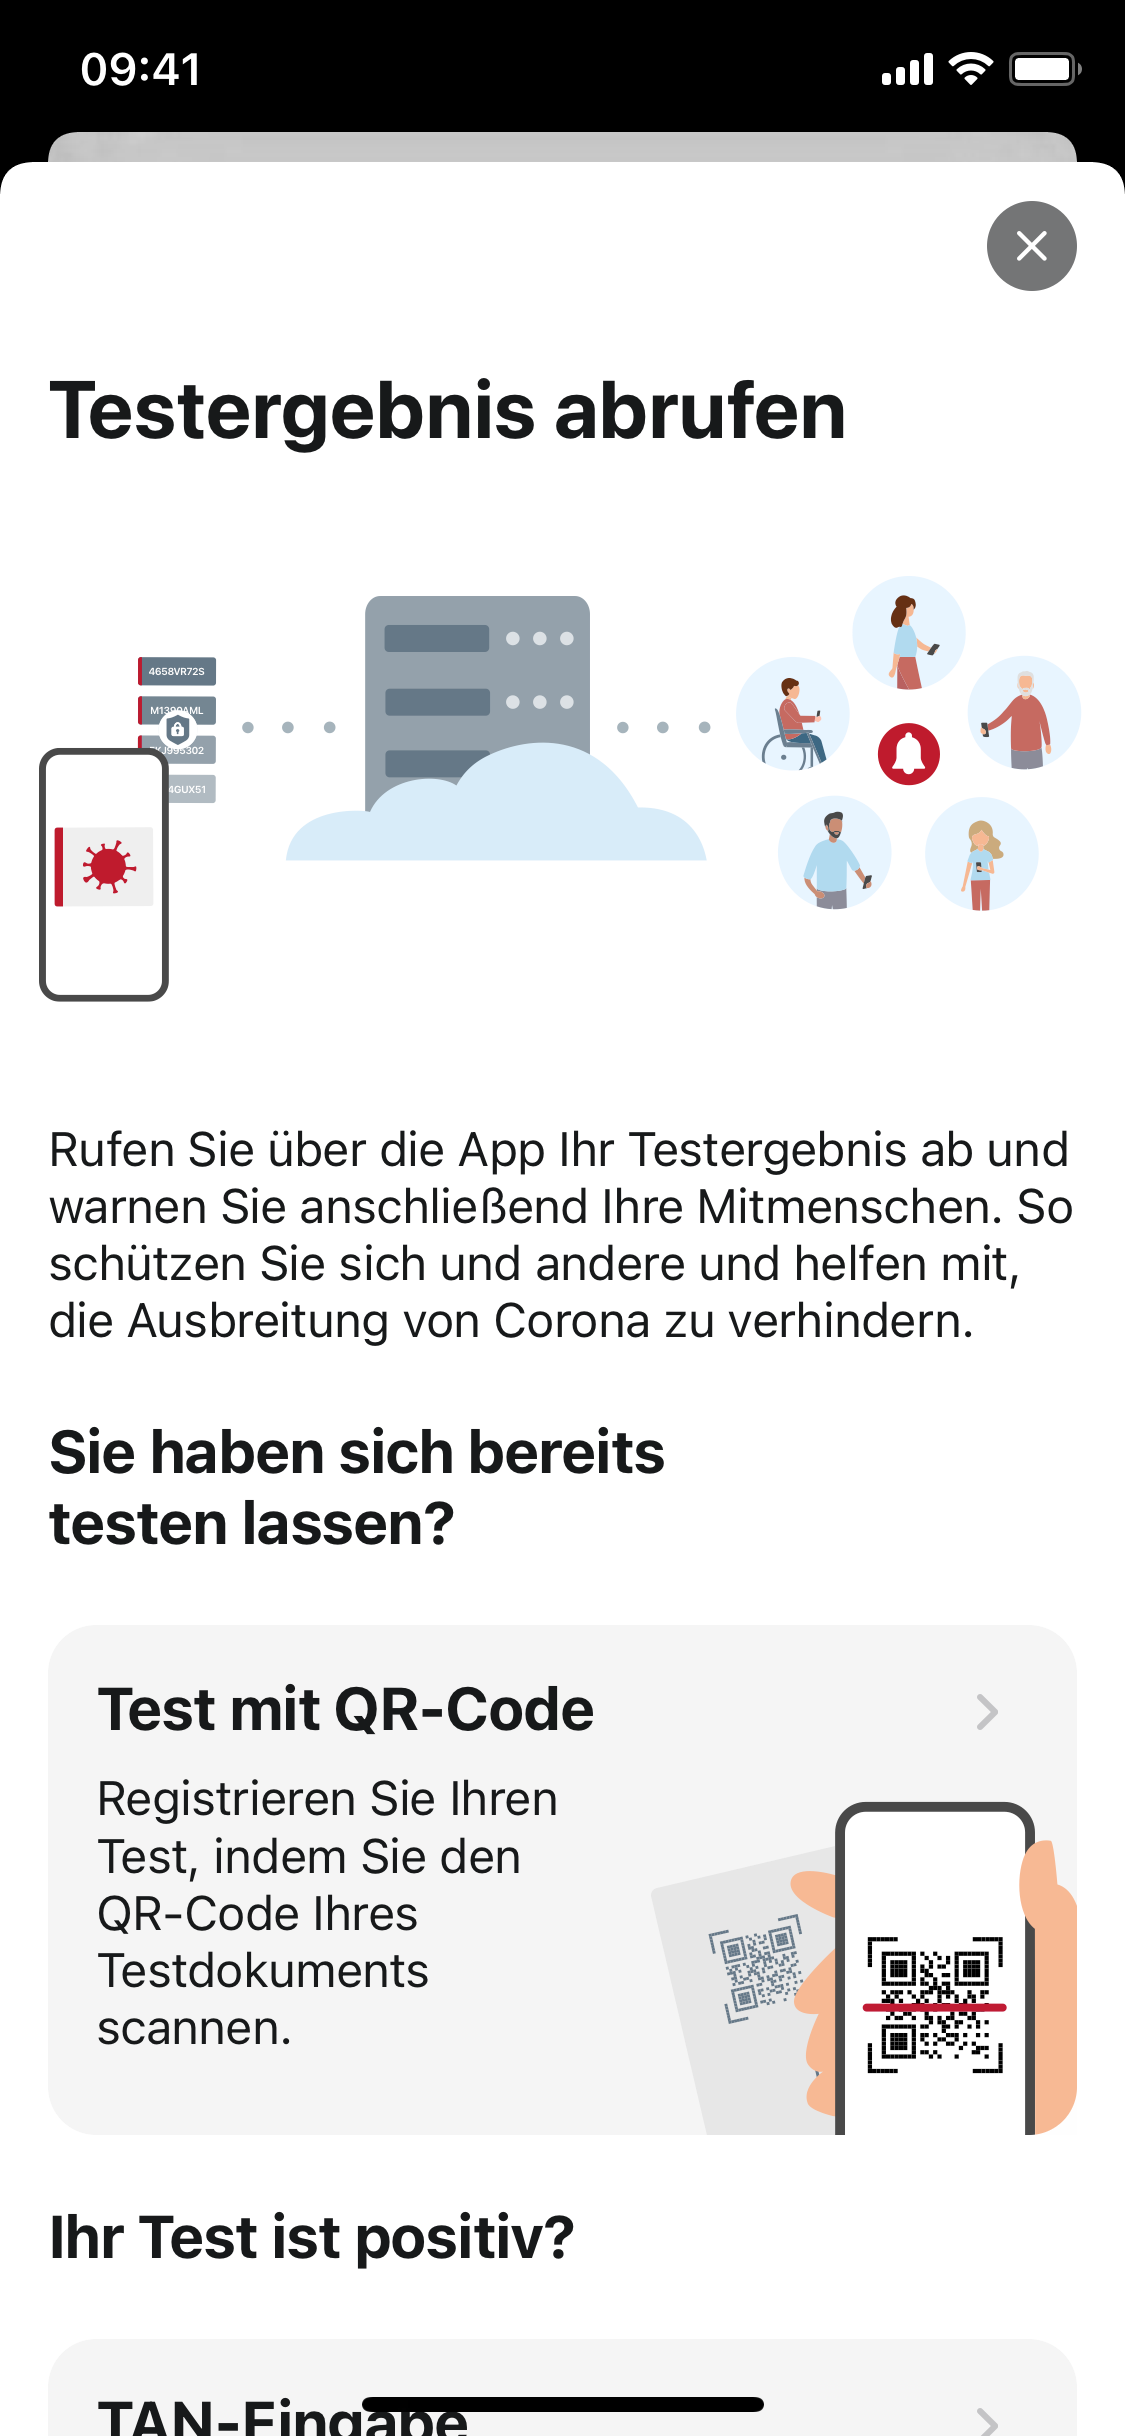 09:41
Testergebnis abrufen
4658VR72S
M1390AML
KJ995302
4GUX51
Rufen Sie über die App Ihr Testergebnis ab und
warnen Sie anschließend Ihre Mitmenschen. So
schützen Sie sich und andere und helfen mit,
die Ausbreitung von Corona zu verhindern.
Sie haben sich bereits
testen lassen?
Test mit QR-Code
Registrieren Sie Ihren
Test, indem Sie den
QR-Code Ihres
Testdokuments
scannen.
Ihr Test ist positiv?
TAN-Eingabe